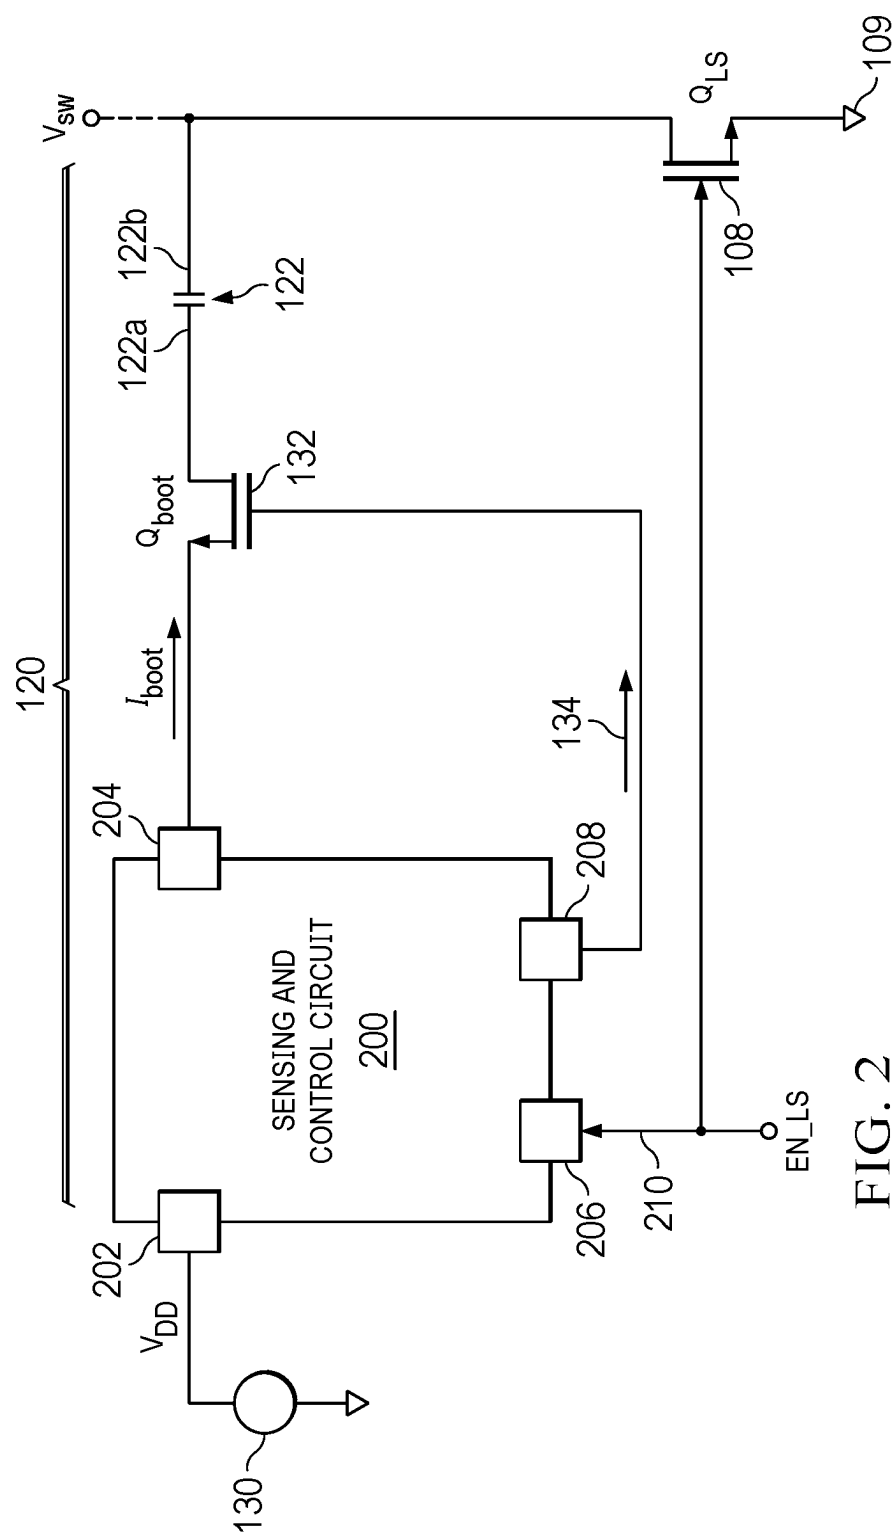 120
V_SW
204
I_boot
Q_boot
122a
122b
122
132
202
V_DD
130
SENSING AND
CONTROL CIRCUIT
200
206
208
210
134
EN_LS
108
Q_LS
109
FIG. 2